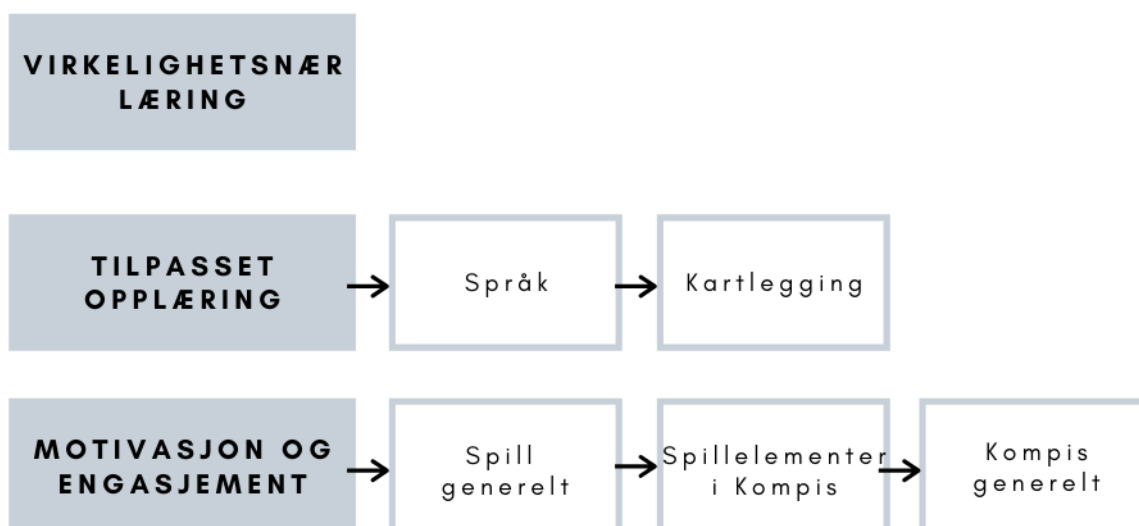 VIRKELIGHETSNÆR
LÆRING
TILPASSET
OPPLÆRING
Språk
Kartlegging
MOTIVASJON OG
ENGASJEMENT
Spill
generelt
Spillelementer
i Kompis
Kompis
generelt